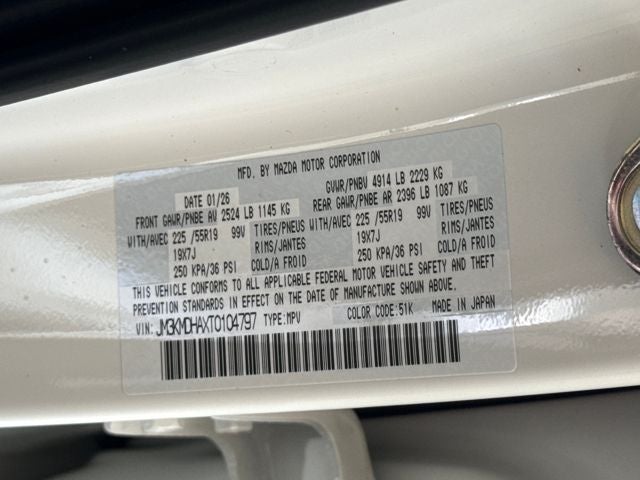 MFD. BY MAZDA MOTOR CORPORATION
DATE 01/26 GVWR/PNBV 4914 LB 2229 KG
FRONT GAWR/PNBE AV 2524 LB 1145 KG REAR GAWR/PNBE AR 2396 LB 1087 KG
WITH/AVEC 225 /55R19 99V TIRES/PNEUS WITH/AVEC 225 /55R19 99V TIRES/PNEUS
19X7J RIMS/JANTES 19X7J RIMS/JANTES
250 KPA/36 PSI COLD/A FROID 250 KPA/36 PSI COLD/A FROID
THIS VEHICLE CONFORMS TO ALL APPLICABLE FEDERAL MOTOR VEHICLE SAFETY AND THEFT
PREVENTION STANDARDS IN EFFECT ON THE DATE OF MANUFACTURE SHOWN ABOVE.
VIN: JM3KMDHAXT0104797 TYPE:MPV COLOR CODE:51K MADE IN JAPAN